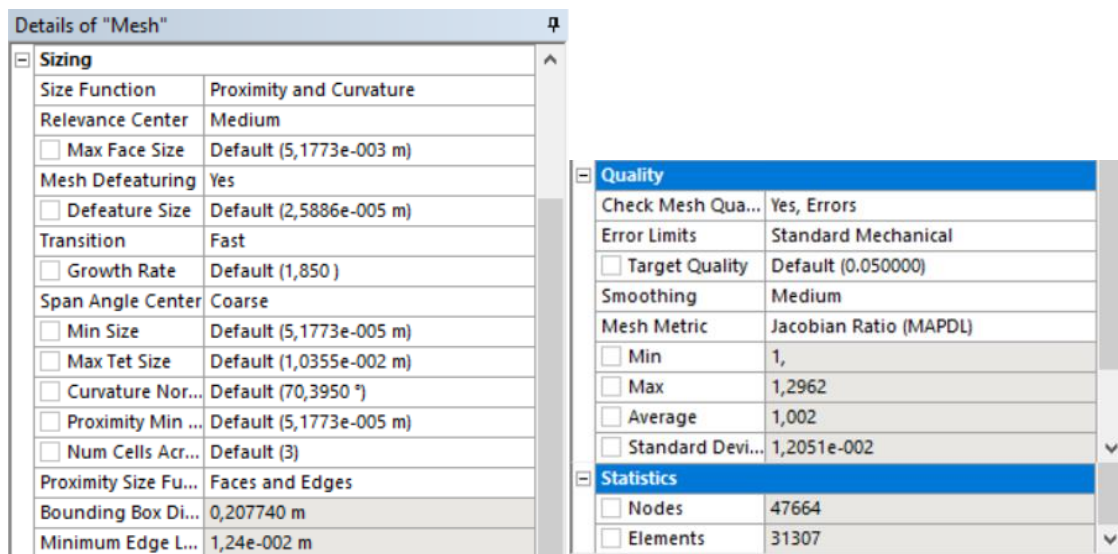 Details of "Mesh"
Sizing
Size Function Proximity and Curvature
Relevance Center Medium
Max Face Size Default (5,1773e-003 m)
Mesh Defeaturing Yes
Defeature Size Default (2,5886e-005 m)
Transition Fast
Growth Rate Default (1,850 )
Span Angle Center Coarse
Min Size Default (5,1773e-005 m)
Max Tet Size Default (1,0355e-002 m)
Curvature Nor... Default (70,3950 °)
Proximity Min ... Default (5,1773e-005 m)
Num Cells Acr... Default (3)
Proximity Size Fu... Faces and Edges
Bounding Box Di... 0,207740 m
Minimum Edge L... 1,24e-002 m
Quality
Check Mesh Qua... Yes, Errors
Error Limits Standard Mechanical
Target Quality Default (0.050000)
Smoothing Medium
Mesh Metric Jacobian Ratio (MAPDL)
Min 1,
Max 1,2962
Average 1,002
Standard Devi... 1,2051e-002
Statistics
Nodes 47664
Elements 31307